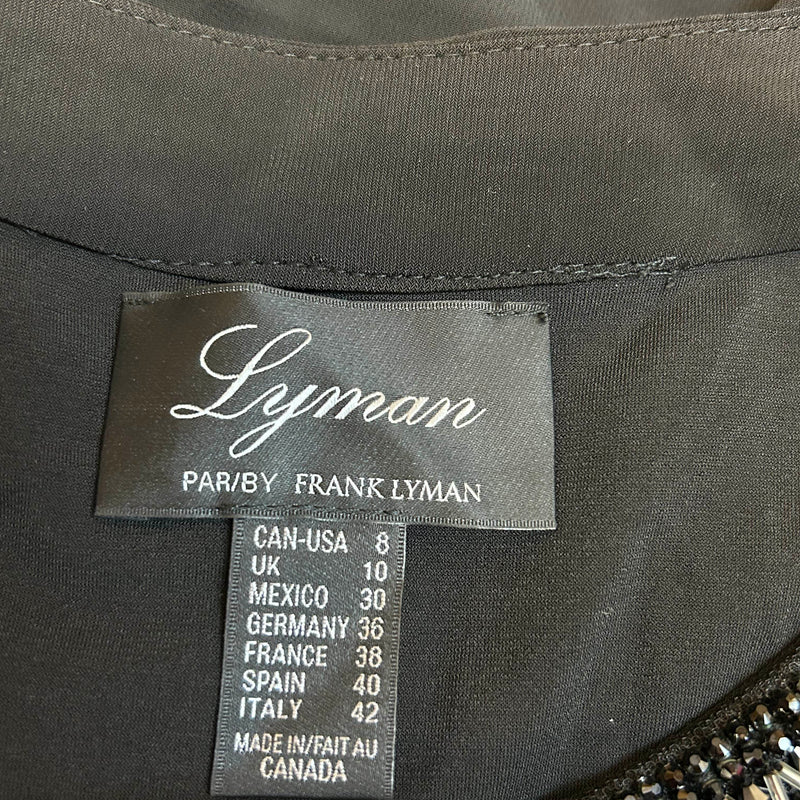 Lyman
PAR/BY FRANK LYMAN
CAN-USA 8
UK 10
MEXICO 30
GERMANY 36
FRANCE 38
SPAIN 40
ITALY 42
MADE IN/FAIT AU
CANADA